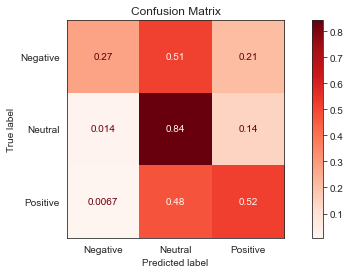 Confusion Matrix
Negative 0.27 0.51 0.21
Neutral 0.014 0.84 0.14
Positive 0.0067 0.48 0.52
Negative Neutral Positive
Predicted label
True label
0.8
0.7
0.6
0.5
0.4
0.3
0.2
0.1